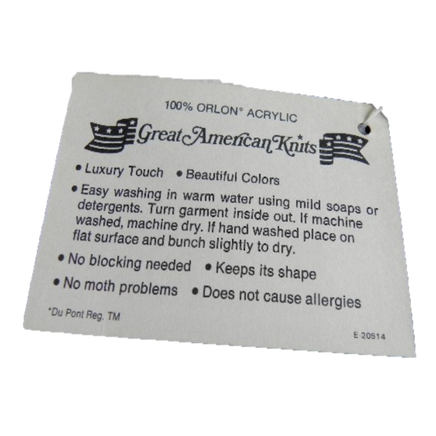 100% ORLON* ACRYLIC
Great American Knits
• Luxury Touch • Beautiful Colors
• Easy washing in warm water using mild soaps or
detergents. Turn garment inside out. If machine
washed, machine dry. If hand washed place on
flat surface and bunch slightly to dry.
• No blocking needed • Keeps its shape
• No moth problems • Does not cause allergies
*Du Pont Reg. TM
E-20514